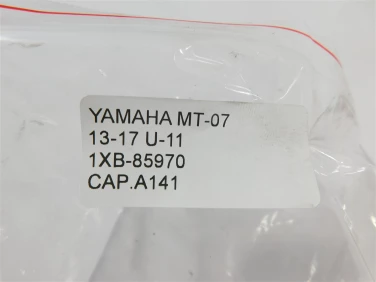 YAMAHA MT-07
13-17 U-11
1XB-85970
CAP.A141